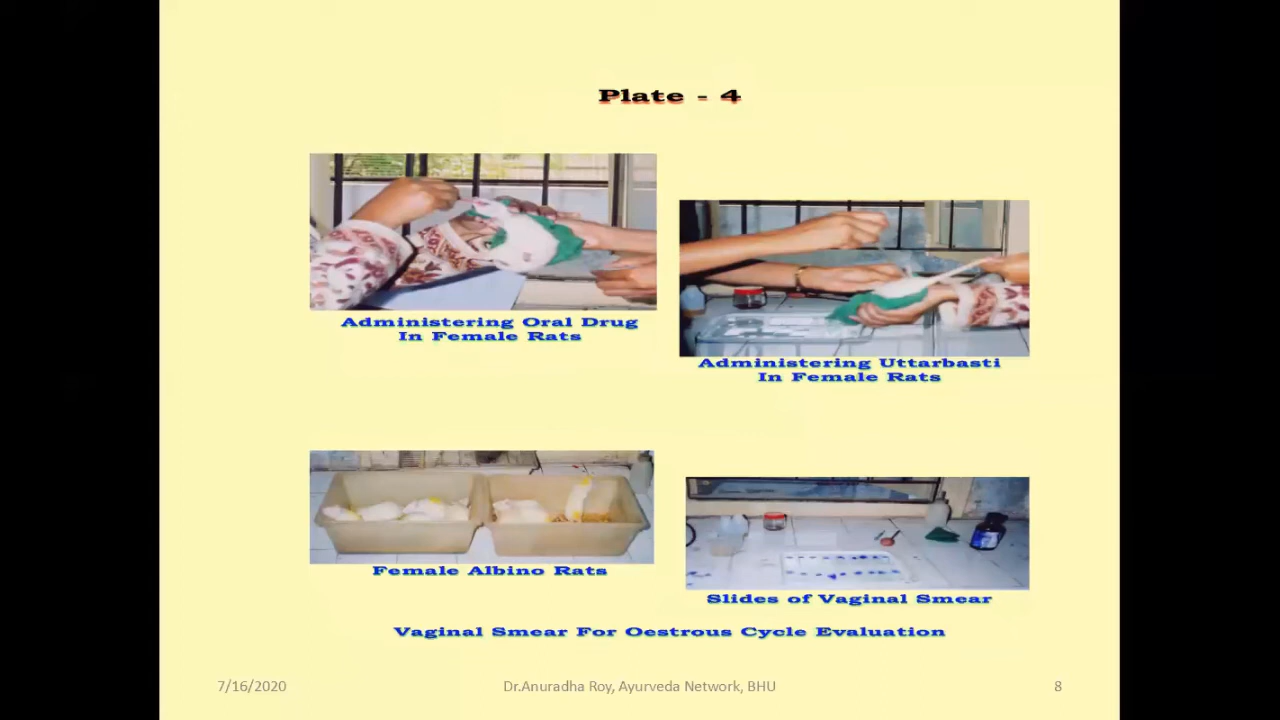 Plate - 4
Administering Oral Drug
In Female Rats
Administering Uttarbasti
In Female Rats
Female Albino Rats
Slides of Vaginal Smear
Vaginal Smear For Oestrous Cycle Evaluation
7/16/2020
Dr.Anuradha Roy, Ayurveda Network, BHU
8